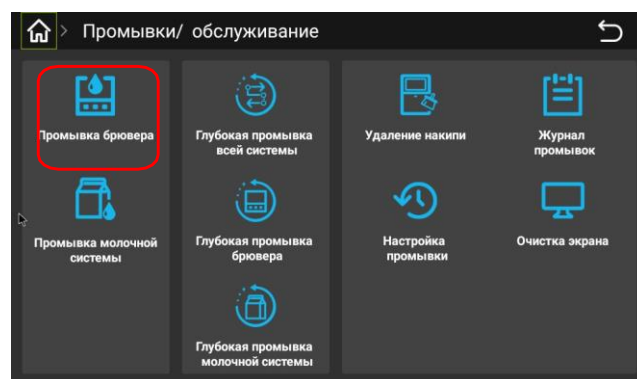 > Промывки/ обслуживание
Промывка брювера
Глубокая промывка
всей системы
Удаление накипи
Журнал
промывок
Промывка молочной
системы
Глубокая промывка
брювера
Настройка
промывки
Очистка экрана
Глубокая промывка
молочной системы